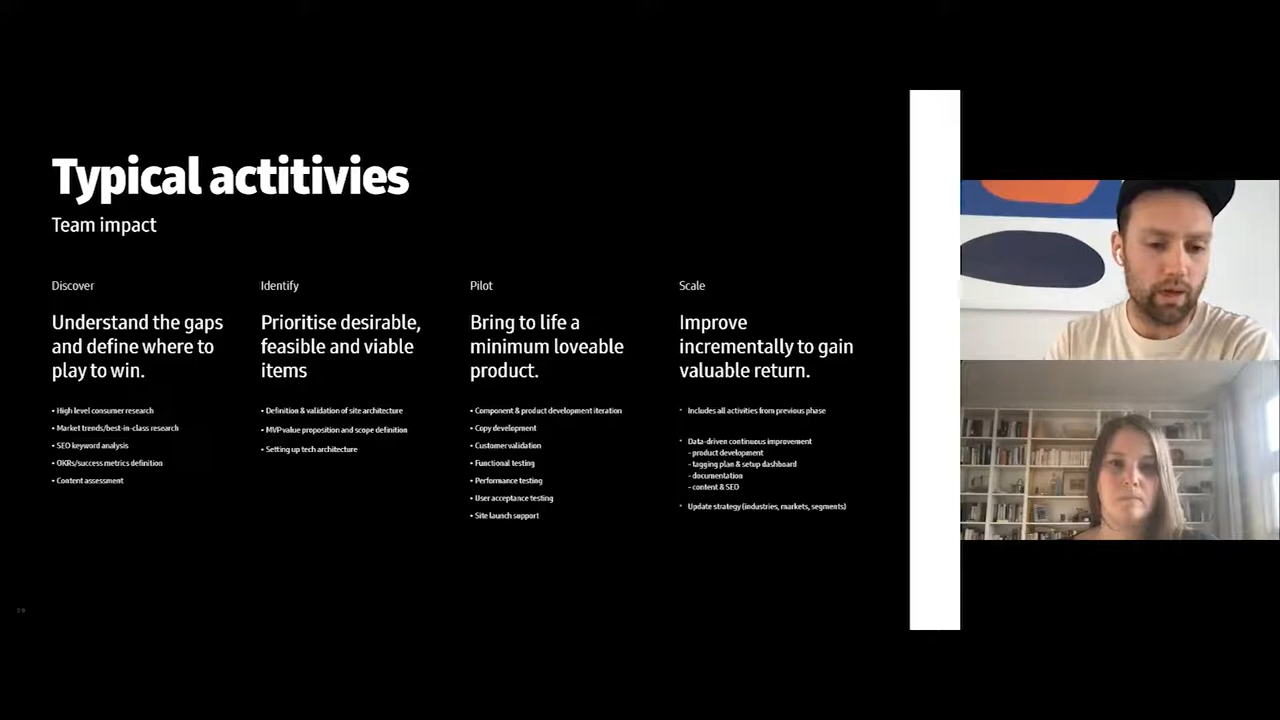 Typical actitivies
Team impact
Discover
Understand the gaps
and define where to
play to win.
• High level consumer research
• Market trends/best-in-class research
• SEO keyword analysis
• OKRs/success metrics definition
• Content assessment
Identify
Prioritise desirable,
feasible and viable
items
• Definition & validation of site architecture
• MVP value proposition and scope definition
• Setting up tech architecture
Pilot
Bring to life a
minimum loveable
product.
• Component & product development iteration
• Copy development
• Customer validation
• Functional testing
• Performance testing
• User acceptance testing
• Site launch support
Scale
Improve
incrementally to gain
valuable return.
• Includes all activities from previous phase
• Data-driven continuous improvement
- product development
- tagging plan & setup dashboard
- documentation
- content & SEO
• Update strategy (industries, markets, segments)